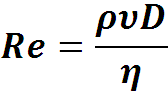 Re = ρυD / η